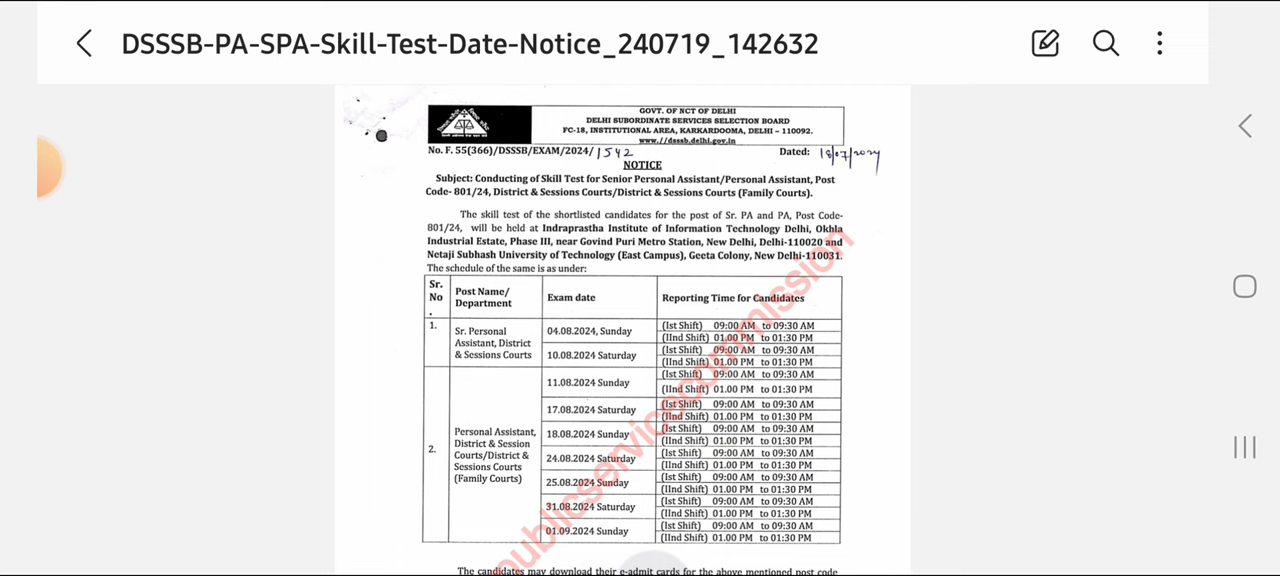 DSSSB-PA-SPA-Skill-Test-Date-Notice_240719_142632
GOVT. OF NCT OF DELHI
DELHI SUBORDINATE SERVICES SELECTION BOARD
FC-18, INSTITUTIONAL AREA, KARKARDOOMA, DELHI – 110092.
www.//dsssb.delhi.gov.in
No. F. 55(366)/DSSSB/EXAM/2024/1542 Dated: 18/07/2024
NOTICE
Subject: Conducting of Skill Test for Senior Personal Assistant/Personal Assistant, Post
Code- 801/24, District & Sessions Courts/District & Sessions Courts (Family Courts).
The skill test of the shortlisted candidates for the post of Sr. PA and PA, Post Code-
801/24, will be held at Indraprastha Institute of Information Technology Delhi, Okhla
Industrial Estate, Phase III, near Govind Puri Metro Station, New Delhi, Delhi-110020 and
Netaji Subhash University of Technology (East Campus), Geeta Colony, New Delhi-110031.
The schedule of the same is as under:
Sr. No . Post Name/ Department Exam date Reporting Time for Candidates
1. Sr. Personal Assistant, District & Sessions Courts
04.08.2024, Sunday (Ist Shift) 09:00 AM to 09:30 AM
(IInd Shift) 01.00 PM to 01:30 PM
10.08.2024 Saturday (Ist Shift) 09:00 AM to 09:30 AM
(IInd Shift) 01.00 PM to 01:30 PM
2. Personal Assistant, District & Session Courts/District & Sessions Courts (Family Courts)
11.08.2024 Sunday (Ist Shift) 09:00 AM to 09:30 AM
(IInd Shift) 01.00 PM to 01:30 PM
17.08.2024 Saturday (Ist Shift) 09:00 AM to 09:30 AM
(IInd Shift) 01.00 PM to 01:30 PM
18.08.2024 Sunday (Ist Shift) 09:00 AM to 09:30 AM
(IInd Shift) 01.00 PM to 01:30 PM
24.08.2024 Saturday (Ist Shift) 09:00 AM to 09:30 AM
(IInd Shift) 01.00 PM to 01:30 PM
25.08.2024 Sunday (Ist Shift) 09:00 AM to 09:30 AM
(IInd Shift) 01.00 PM to 01:30 PM
31.08.2024 Saturday (Ist Shift) 09:00 AM to 09:30 AM
(IInd Shift) 01.00 PM to 01:30 PM
01.09.2024 Sunday (Ist Shift) 09:00 AM to 09:30 AM
(IInd Shift) 01.00 PM to 01:30 PM
publicservicecommission
The candidates may download their e-admit cards for the above mentioned post code